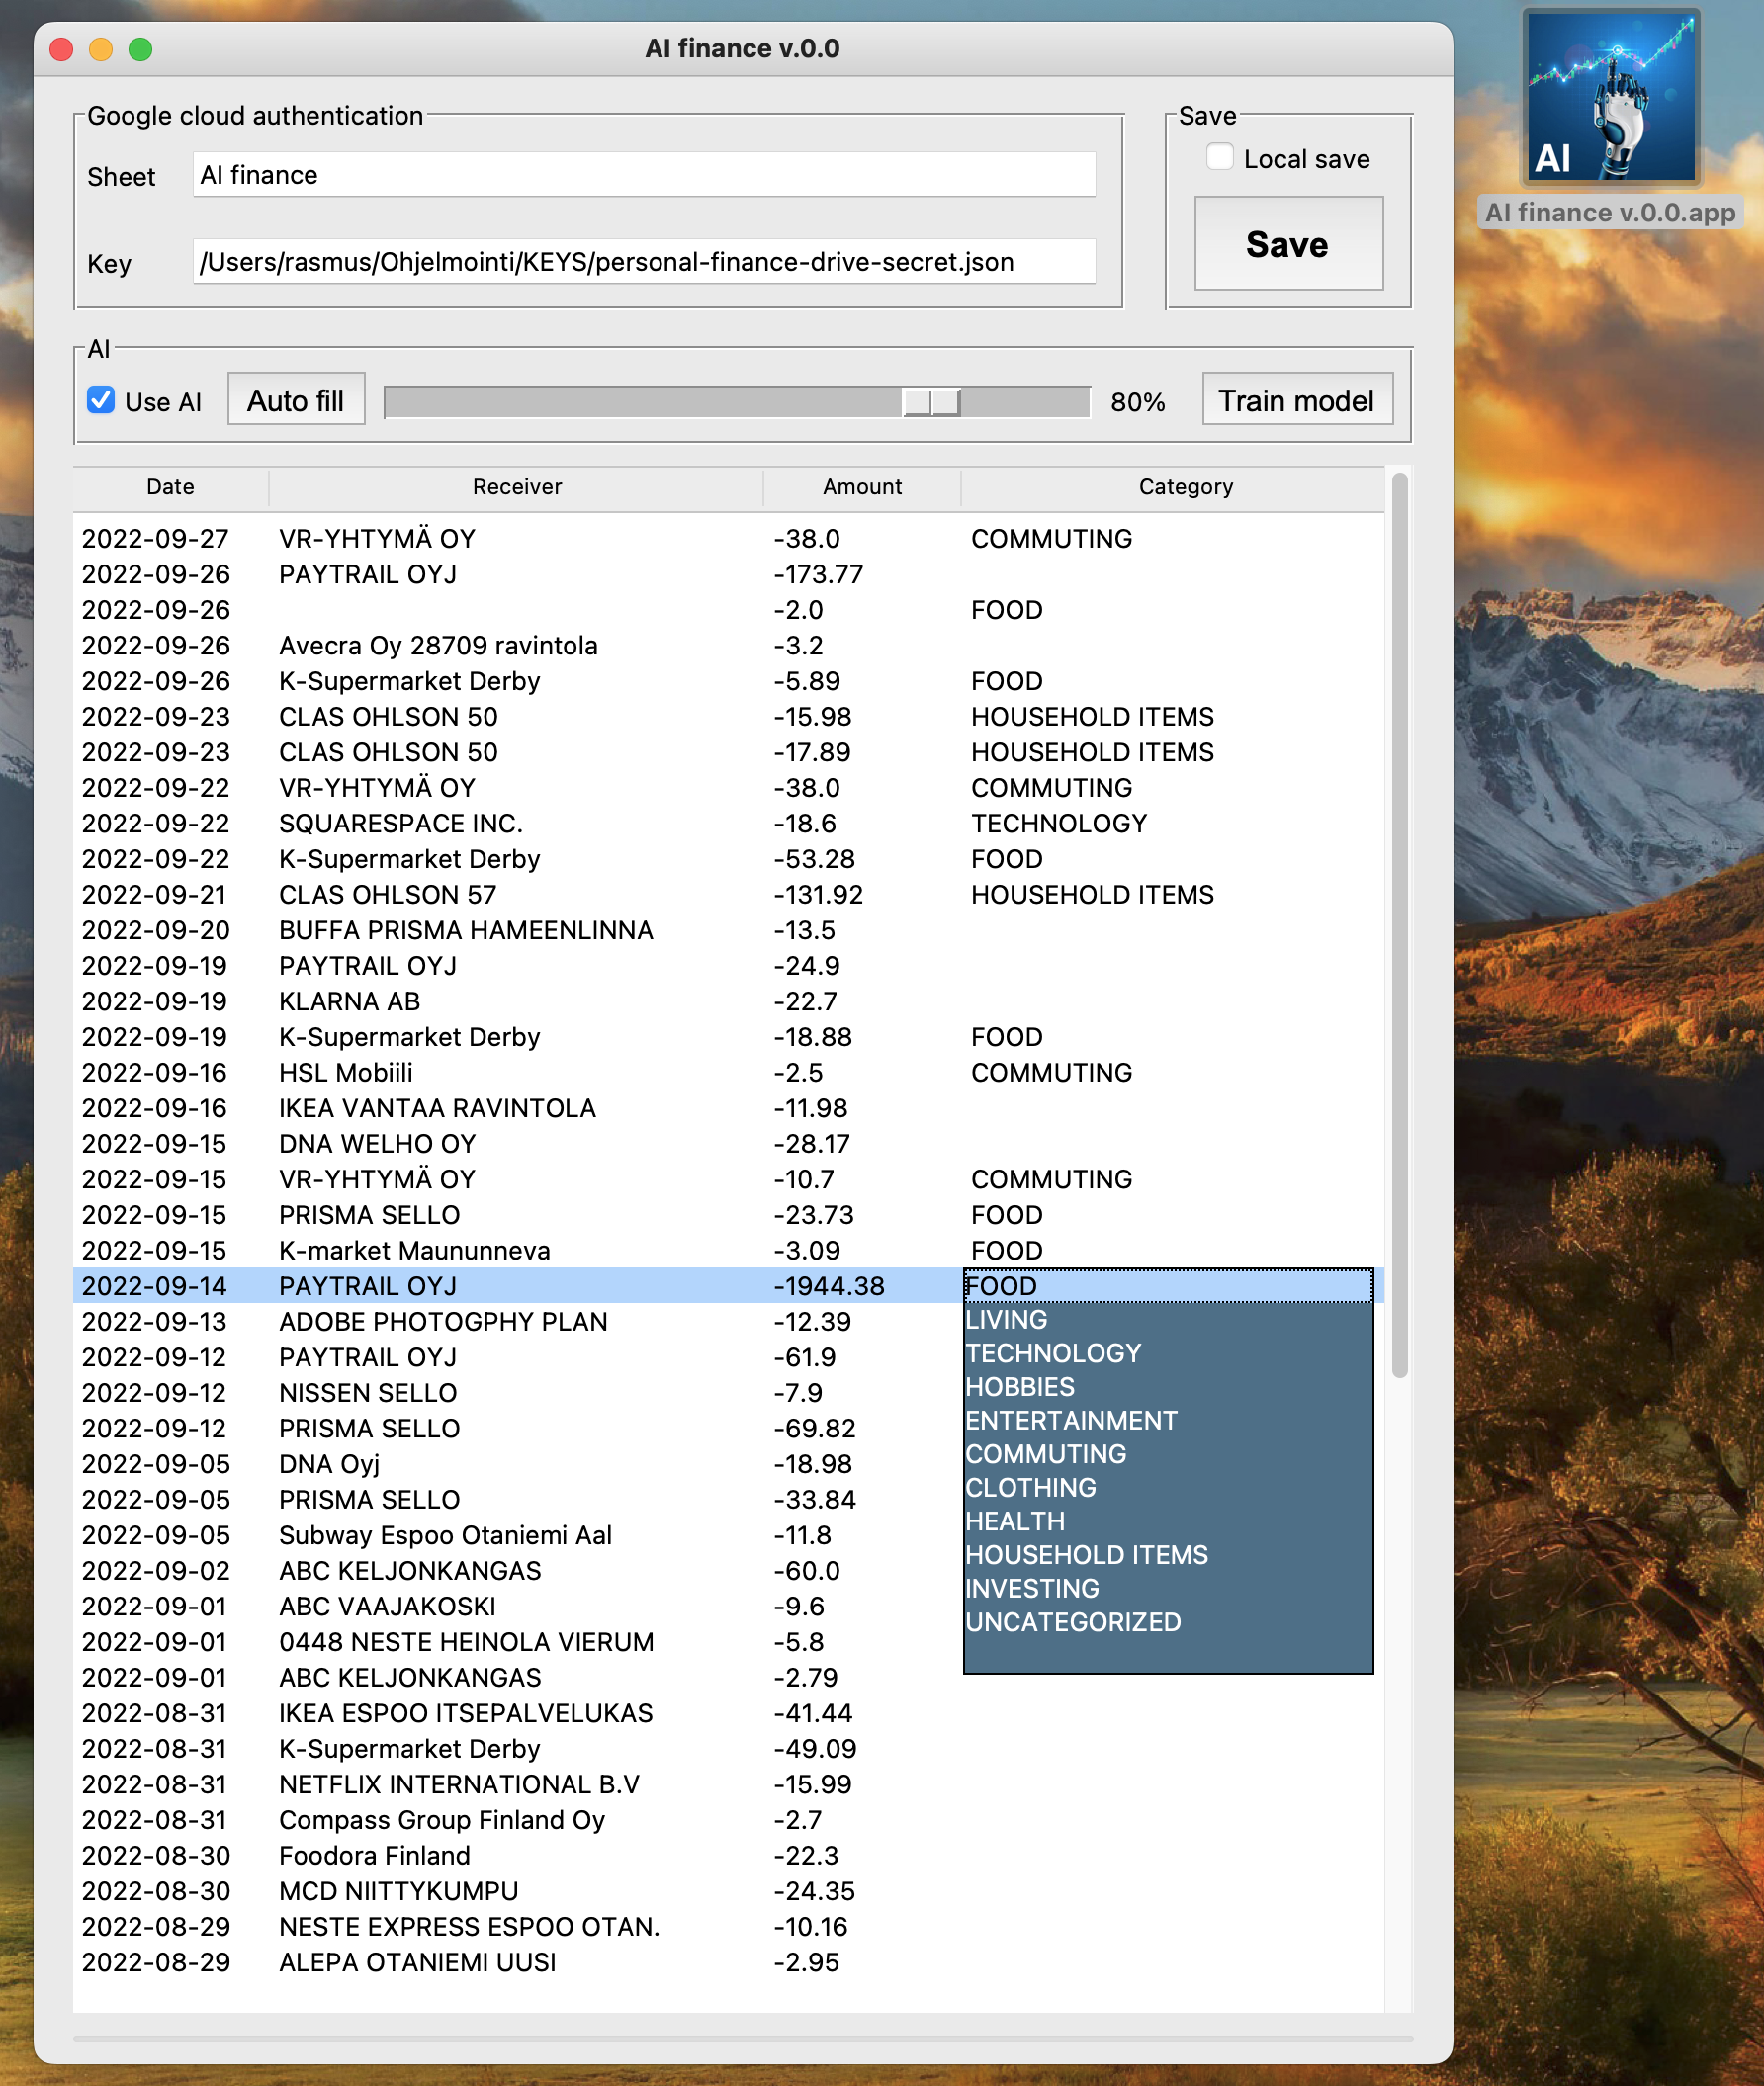 AI finance v.0.0
Google cloud authentication
Save
Sheet AI finance
Local save
Key /Users/rasmus/Ohjelmointi/KEYS/personal-finance-drive-secret.json
Save
AI
AI finance v.0.0.app
AI
Use AI Auto fill 80% Train model
Date Receiver Amount Category
2022-09-27 VR-YHTYMÄ OY -38.0 COMMUTING
2022-09-26 PAYTRAIL OYJ -173.77
2022-09-26 -2.0 FOOD
2022-09-26 Avecra Oy 28709 ravintola -3.2
2022-09-26 K-Supermarket Derby -5.89 FOOD
2022-09-23 CLAS OHLSON 50 -15.98 HOUSEHOLD ITEMS
2022-09-23 CLAS OHLSON 50 -17.89 HOUSEHOLD ITEMS
2022-09-22 VR-YHTYMÄ OY -38.0 COMMUTING
2022-09-22 SQUARESPACE INC. -18.6 TECHNOLOGY
2022-09-22 K-Supermarket Derby -53.28 FOOD
2022-09-21 CLAS OHLSON 57 -131.92 HOUSEHOLD ITEMS
2022-09-20 BUFFA PRISMA HAMEENLINNA -13.5
2022-09-19 PAYTRAIL OYJ -24.9
2022-09-19 KLARNA AB -22.7
2022-09-19 K-Supermarket Derby -18.88 FOOD
2022-09-16 HSL Mobiili -2.5 COMMUTING
2022-09-16 IKEA VANTAA RAVINTOLA -11.98
2022-09-15 DNA WELHO OY -28.17
2022-09-15 VR-YHTYMÄ OY -10.7 COMMUTING
2022-09-15 PRISMA SELLO -23.73 FOOD
2022-09-15 K-market Maununneva -3.09 FOOD
2022-09-14 PAYTRAIL OYJ -1944.38 FOOD
2022-09-13 ADOBE PHOTOGPHY PLAN -12.39 LIVING
2022-09-12 PAYTRAIL OYJ -61.9 TECHNOLOGY
2022-09-12 NISSEN SELLO -7.9 HOBBIES
2022-09-12 PRISMA SELLO -69.82 ENTERTAINMENT
2022-09-05 DNA Oyj -18.98 COMMUTING
2022-09-05 PRISMA SELLO -33.84 CLOTHING
2022-09-05 Subway Espoo Otaniemi Aal -11.8 HEALTH
2022-09-02 ABC KELJONKANGAS -60.0 HOUSEHOLD ITEMS
2022-09-01 ABC VAAJAKOSKI -9.6 INVESTING
2022-09-01 0448 NESTE HEINOLA VIERUM -5.8 UNCATEGORIZED
2022-09-01 ABC KELJONKANGAS -2.79
2022-08-31 IKEA ESPOO ITSEPALVELUKAS -41.44
2022-08-31 K-Supermarket Derby -49.09
2022-08-31 NETFLIX INTERNATIONAL B.V -15.99
2022-08-31 Compass Group Finland Oy -2.7
2022-08-30 Foodora Finland -22.3
2022-08-30 MCD NIITTYKUMPU -24.35
2022-08-29 NESTE EXPRESS ESPOO OTAN. -10.16
2022-08-29 ALEPA OTANIEMI UUSI -2.95